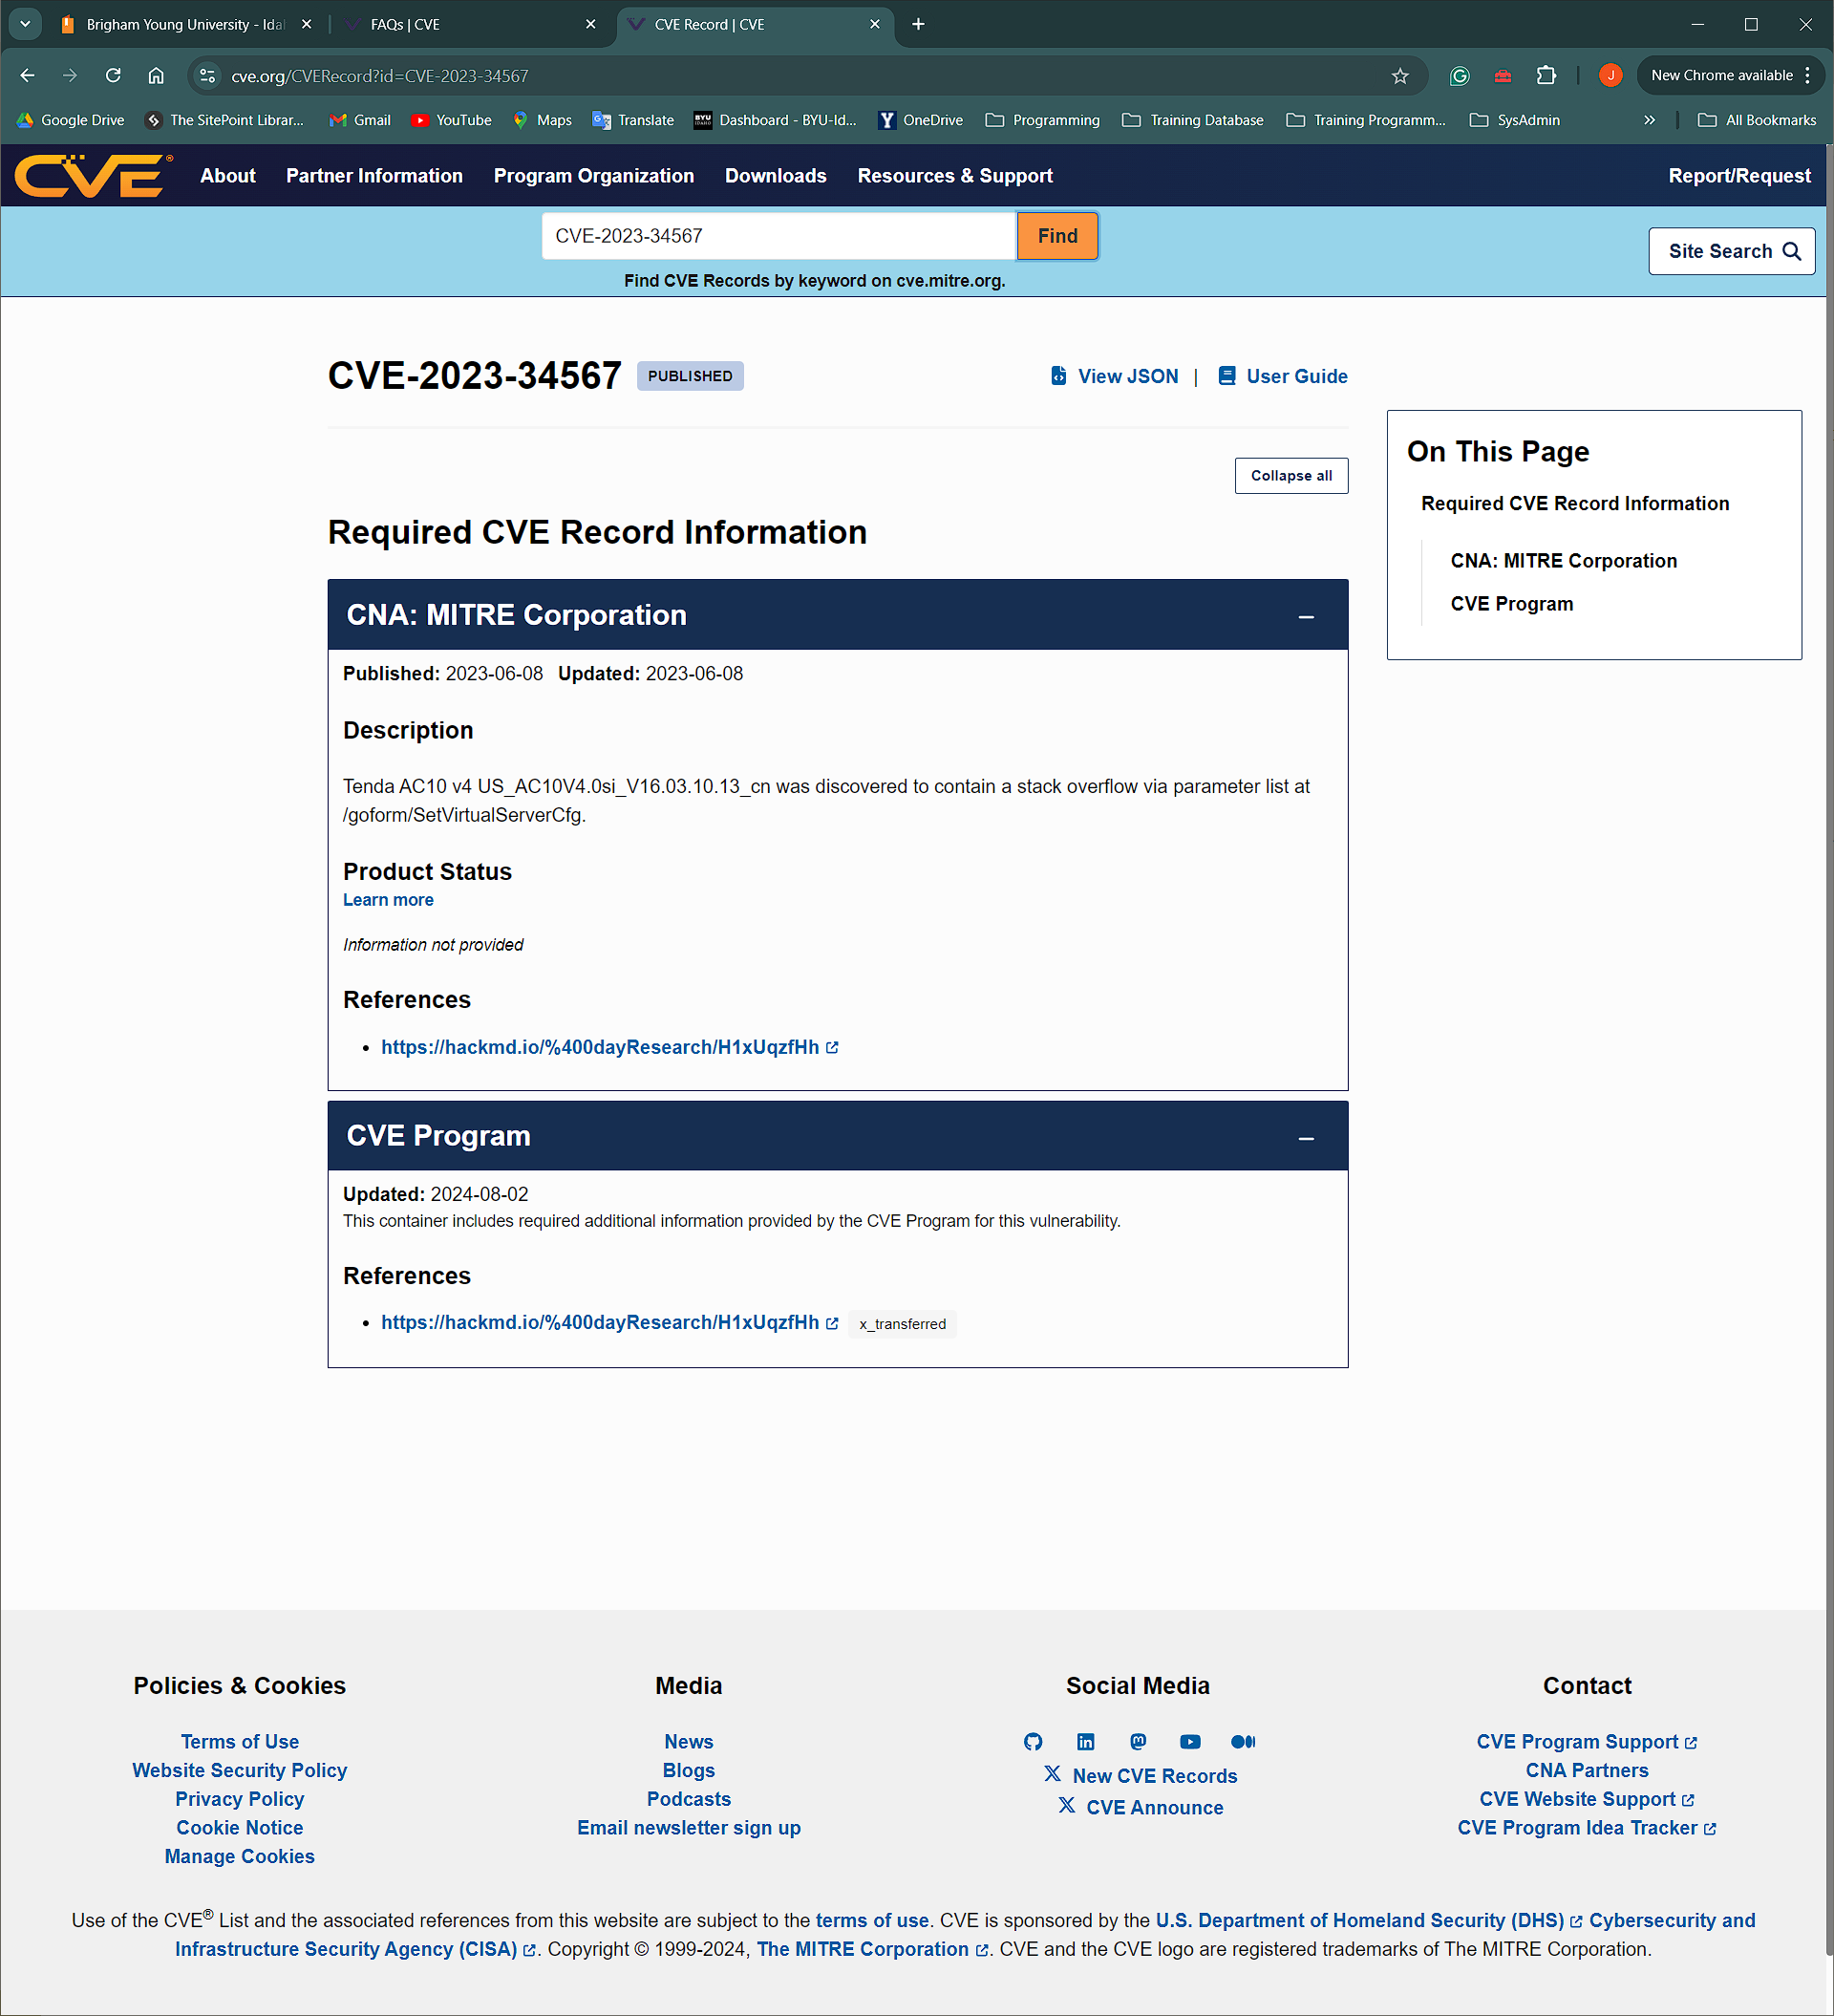 Brigham Young University - Ida
FAQs | CVE
CVE Record | CVE
cve.org/CVERecord?id=CVE-2023-34567
J
New Chrome available
Google Drive
The SitePoint Librar...
Gmail
YouTube
Maps
Translate
BYU
IDAHO
Dashboard - BYU-Id...
Y
OneDrive
Programming
Training Database
Training Programm...
SysAdmin
All Bookmarks
CVE®
About
Partner Information
Program Organization
Downloads
Resources & Support
Report/Request
CVE-2023-34567
Find
Site Search
Find CVE Records by keyword on cve.mitre.org.
CVE-2023-34567 PUBLISHED
View JSON | User Guide
Collapse all
Required CVE Record Information
CNA: MITRE Corporation
Published: 2023-06-08 Updated: 2023-06-08
Description
Tenda AC10 v4 US_AC10V4.0si_V16.03.10.13_cn was discovered to contain a stack overflow via parameter list at
/goform/SetVirtualServerCfg.
Product Status
Learn more
Information not provided
References
• https://hackmd.io/%400dayResearch/H1xUqzfHh
CVE Program
Updated: 2024-08-02
This container includes required additional information provided by the CVE Program for this vulnerability.
References
• https://hackmd.io/%400dayResearch/H1xUqzfHh x_transferred
On This Page
Required CVE Record Information
CNA: MITRE Corporation
CVE Program
Policies & Cookies
Terms of Use
Website Security Policy
Privacy Policy
Cookie Notice
Manage Cookies
Media
News
Blogs
Podcasts
Email newsletter sign up
Social Media
New CVE Records
CVE Announce
Contact
CVE Program Support
CNA Partners
CVE Website Support
CVE Program Idea Tracker
Use of the CVE® List and the associated references from this website are subject to the terms of use. CVE is sponsored by the U.S. Department of Homeland Security (DHS) Cybersecurity and
Infrastructure Security Agency (CISA). Copyright © 1999-2024, The MITRE Corporation. CVE and the CVE logo are registered trademarks of The MITRE Corporation.